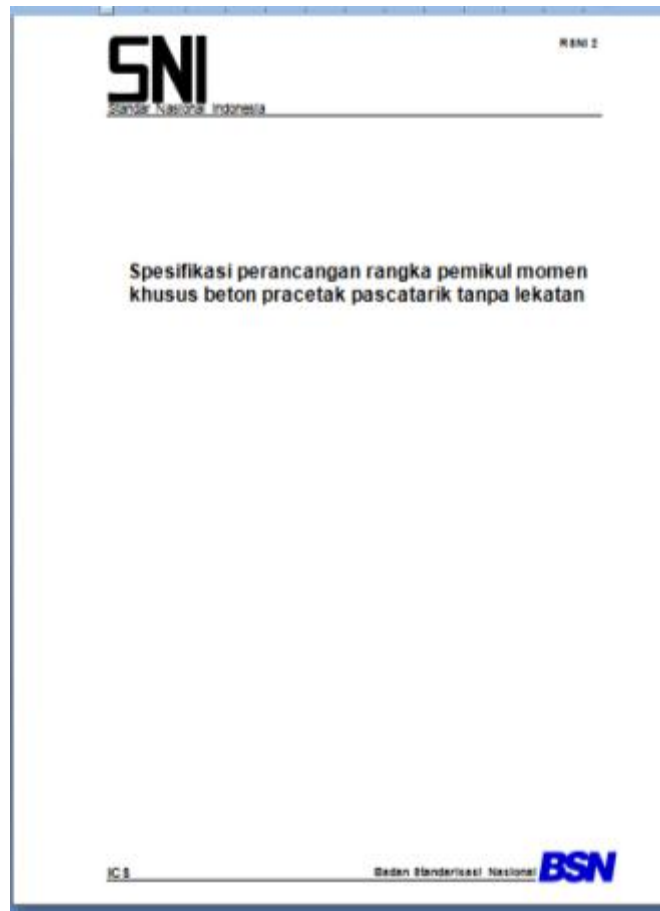 SNI
RSNI 2
Standar Nasional Indonesia
Spesifikasi perancangan rangka pemikul momen
khusus beton pracetak pascatarik tanpa lekatan
ICS
Badan Standarisasi Nasional BSN